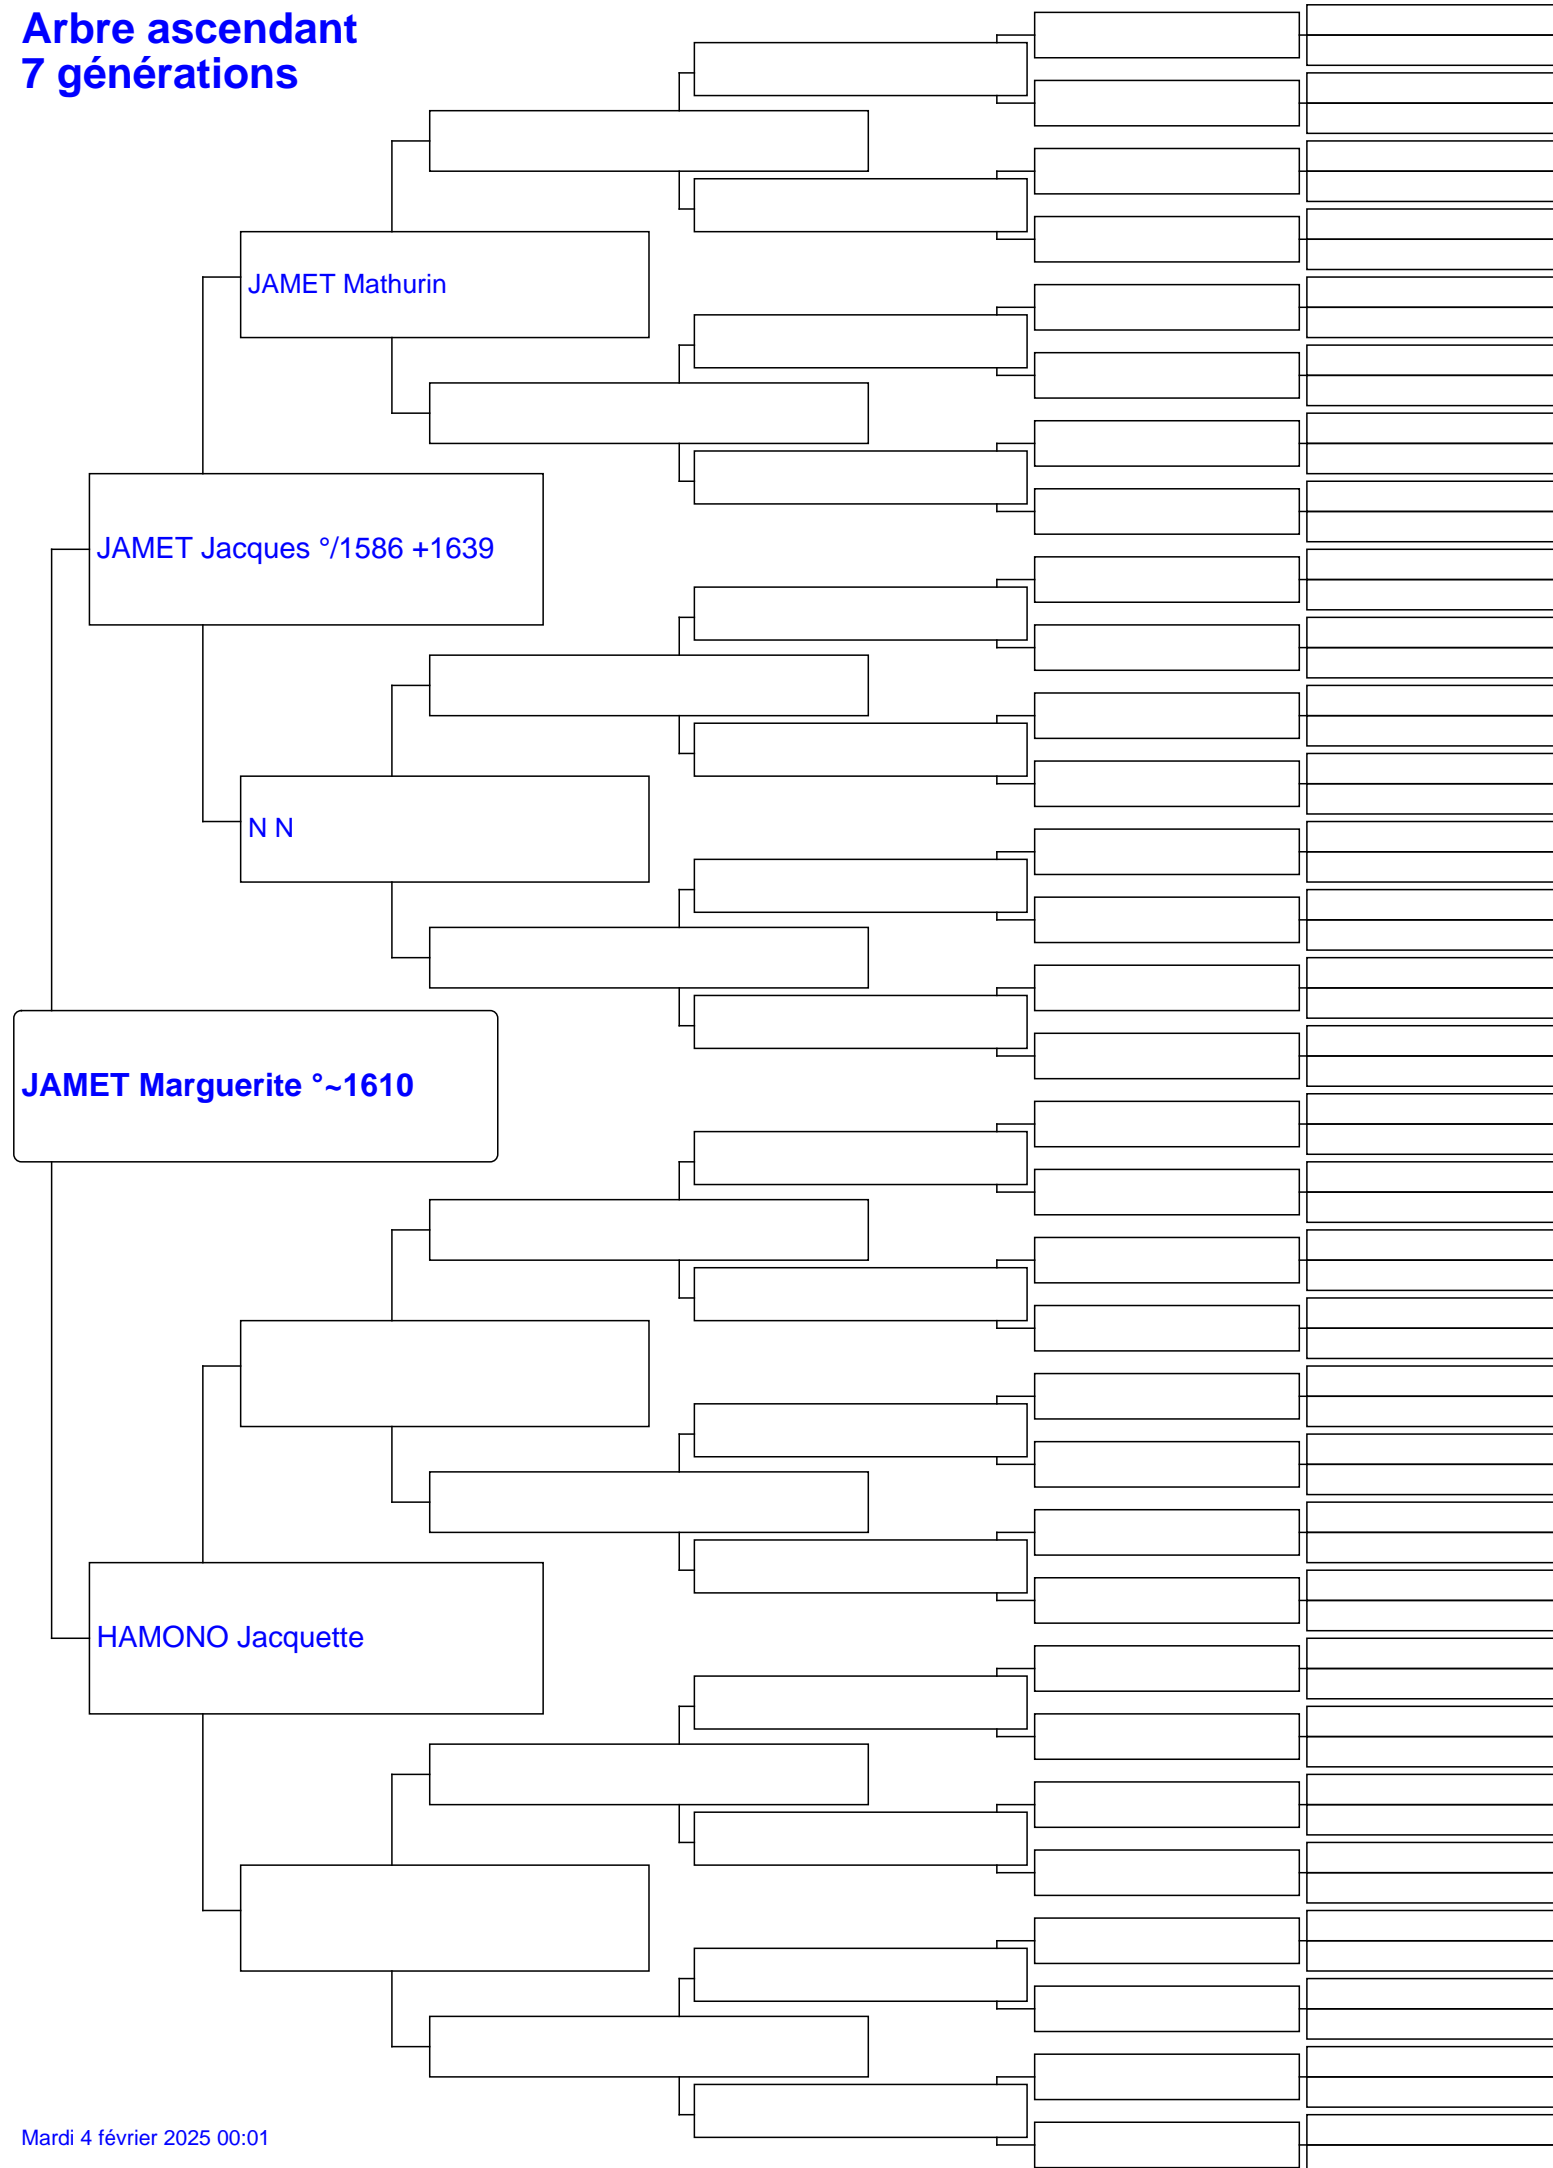 Arbre ascendant
7 générations
JAMET Mathurin
JAMET Jacques °/1586 +1639
N N
JAMET Marguerite °~1610
HAMONO Jacquette
Mardi 4 février 2025 00:01